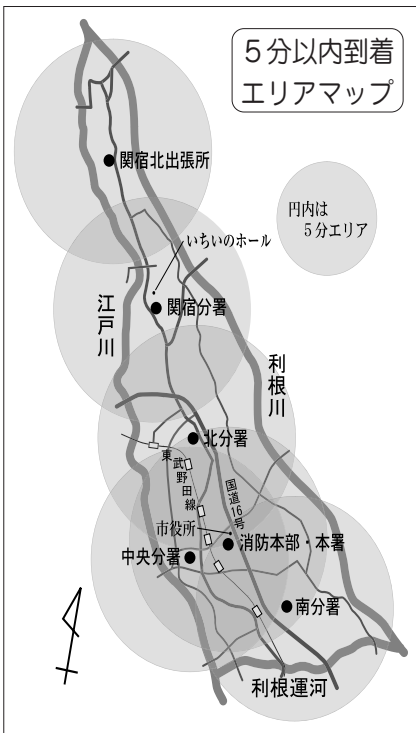 5分以内到着
エリアマップ
関宿北出張所
円内は
5分エリア
いちいのホール
関宿分署
江戸川
利根川
北分署
東武野田線
国道16号
市役所
消防本部・本署
中央分署
南分署
利根運河